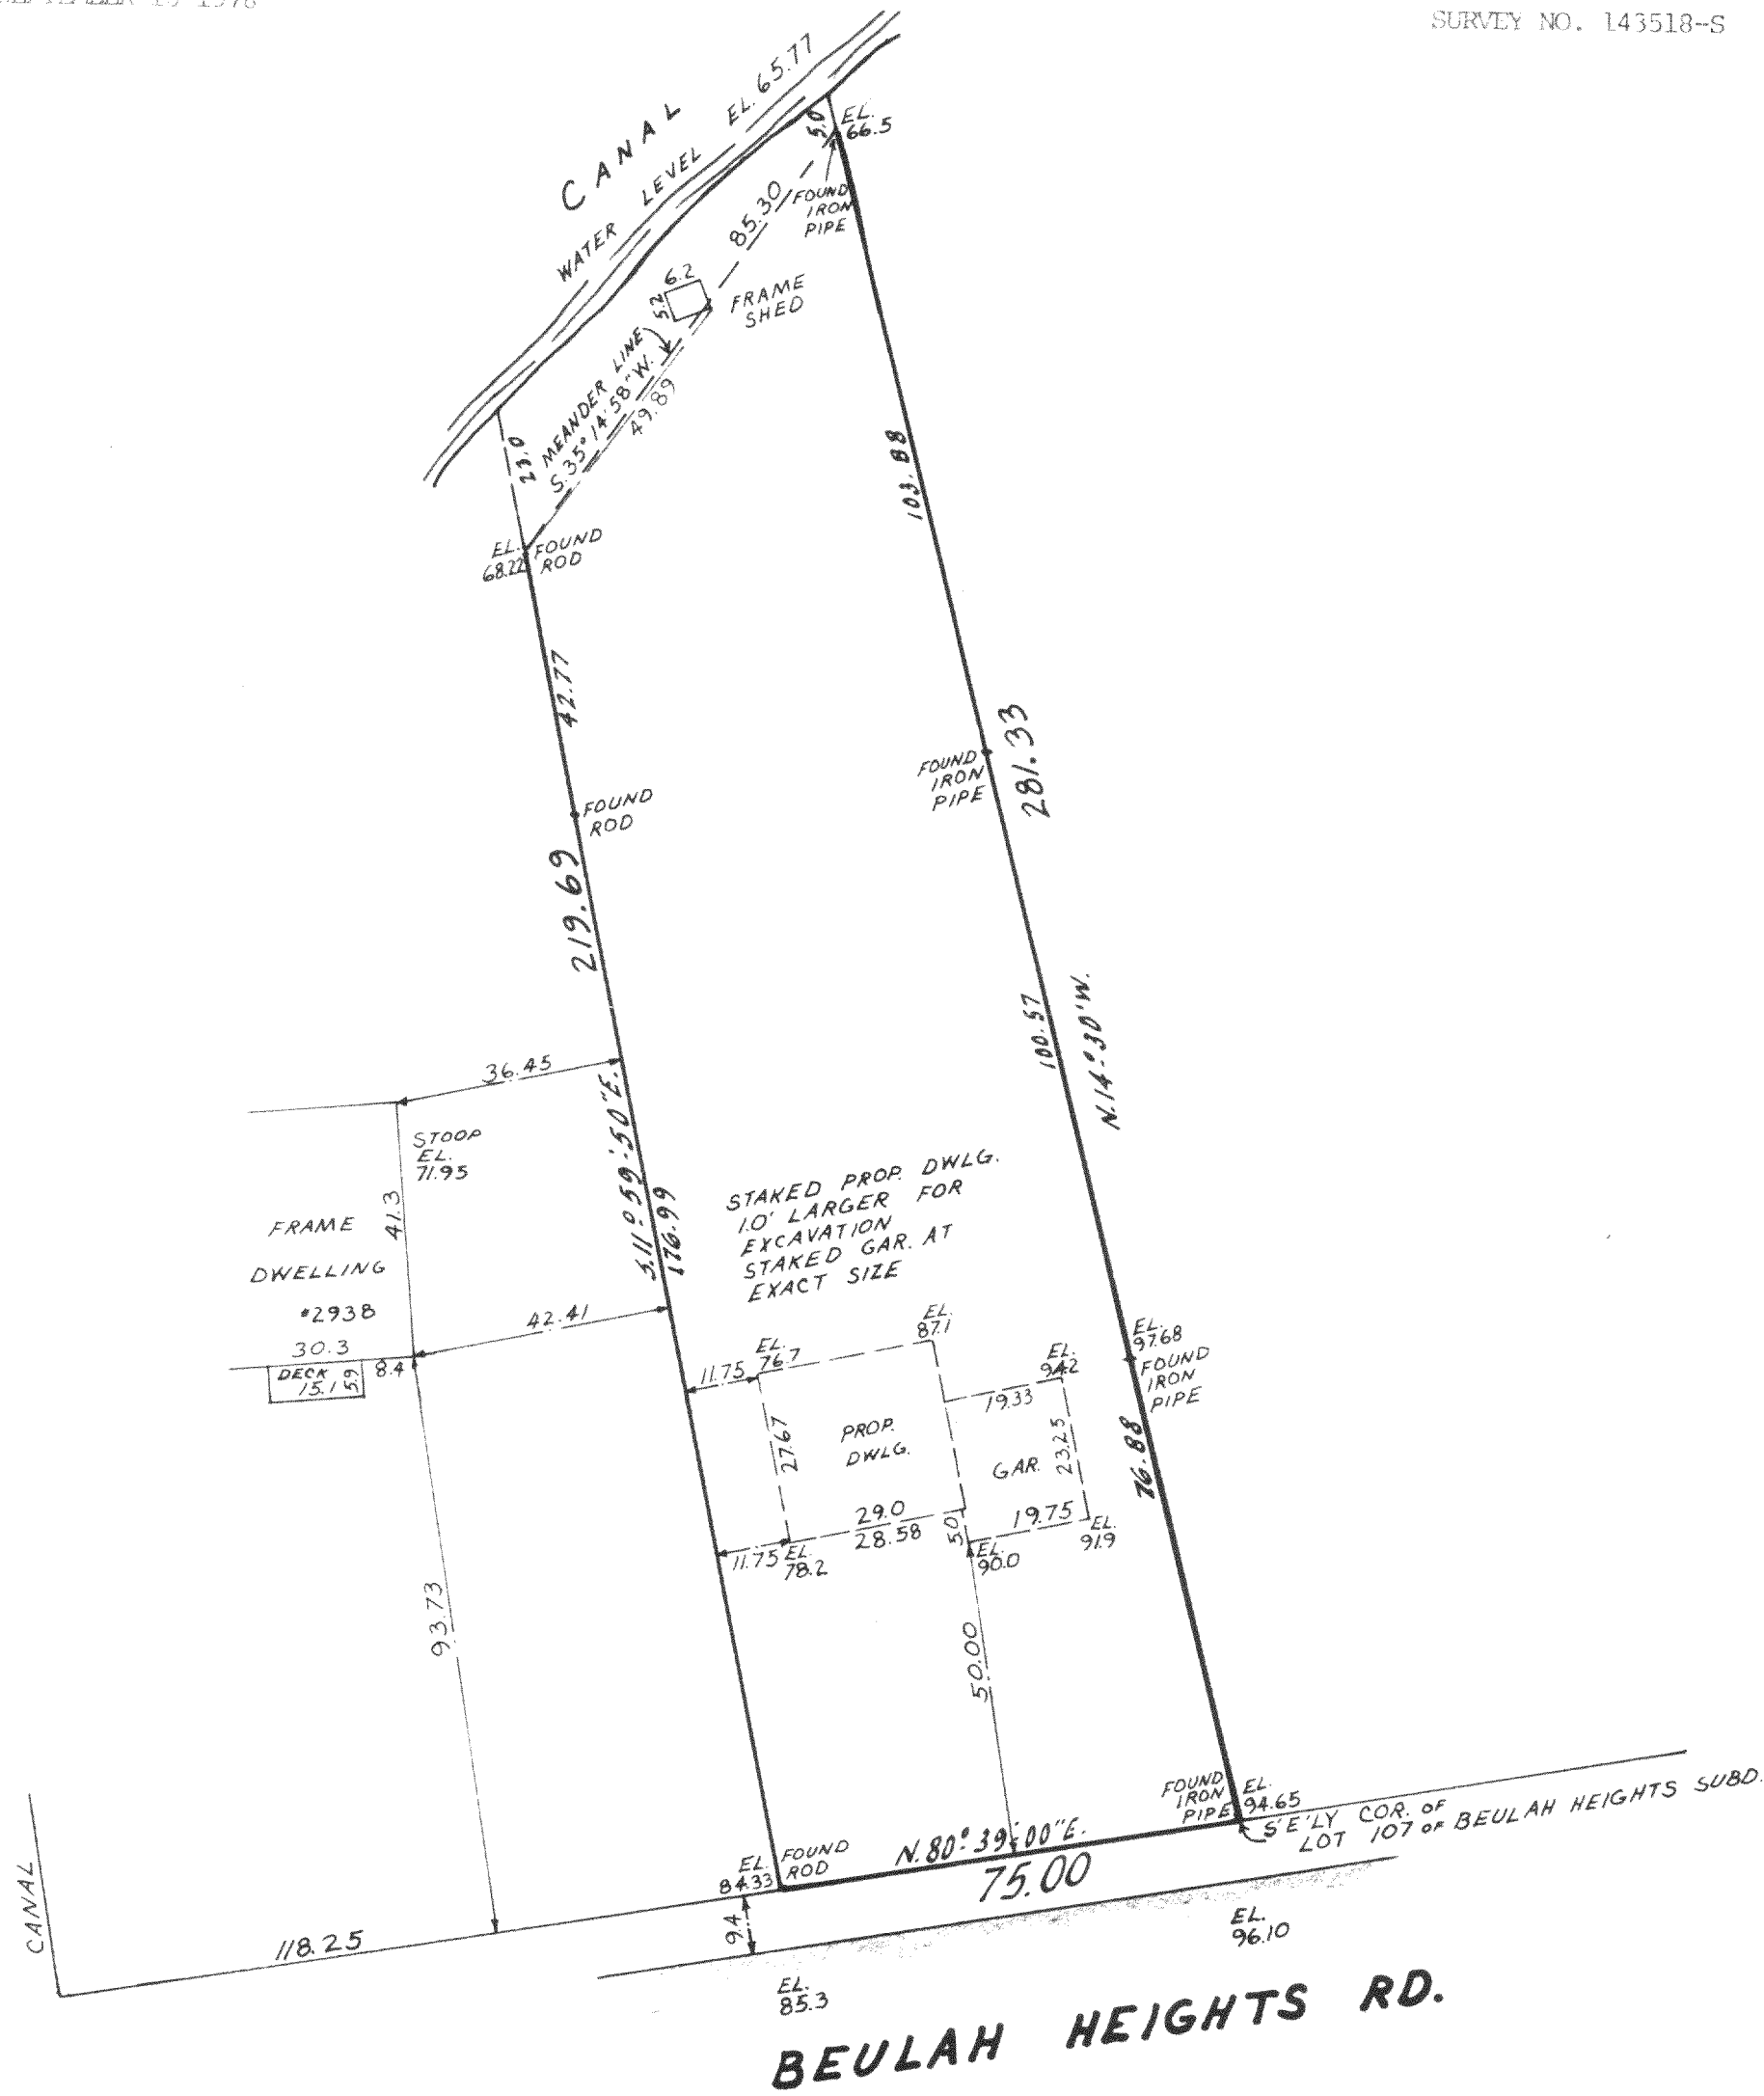 SURVEY NO. 143518-S
CANAL
WATER LEVEL EL. 65.77
5.0
EL.
66.5
FOUND
IRON
PIPE
85.30
6.2
5.2
FRAME
SHED
MEANDER LINE
S.35°14'58"W.
49.89
23.0
EL.
68.22
FOUND
ROD
103.88
42.77
FOUND
IRON
PIPE
281.33
FOUND
ROD
219.69
100.57
N.14°30'W.
36.45
STOOP
EL.
71.95
41.3
S.11°59'50"E.
176.99
FRAME
DWELLING
#2938
30.3
DECK
15.1
5.9
8.4
42.41
STAKED PROP. DWLG.
1.0' LARGER FOR
EXCAVATION
STAKED GAR. AT
EXACT SIZE
EL.
87.1
EL.
76.7
11.75
EL.
94.2
19.33
EL.
97.68
FOUND
IRON
PIPE
27.67
PROP.
DWLG.
GAR.
23.25
76.88
29.0
28.58
5.0
19.75
EL.
91.9
11.75
EL.
78.2
EL.
90.0
93.73
50.00
FOUND
IRON
PIPE
EL.
94.65
S'E'LY COR. OF
LOT 107 OF BEULAH HEIGHTS SUBD.
N.80°39'00"E.
75.00
EL.
84.33
FOUND
ROD
CANAL
118.25
9.4
EL.
96.10
EL.
85.3
BEULAH HEIGHTS RD.